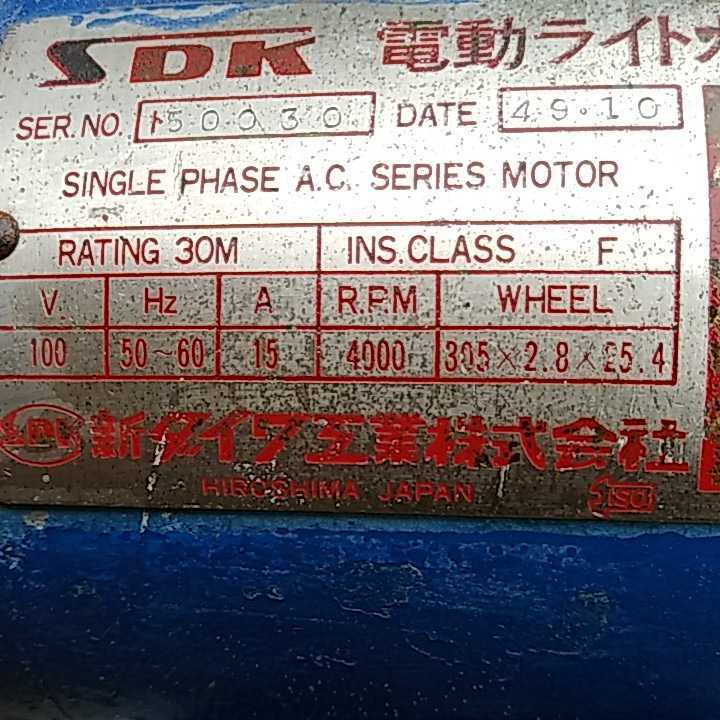 SDK 電動ライトカ
SER. NO. 150030 DATE 49.10
SINGLE PHASE A.C. SERIES MOTOR
RATING 30M INS. CLASS F
V. Hz A R.P.M WHEEL
100 50~60 15 4000 305×2.8×25.4
SDK 新ダイワ工業株式会社
HIROSHIMA JAPAN